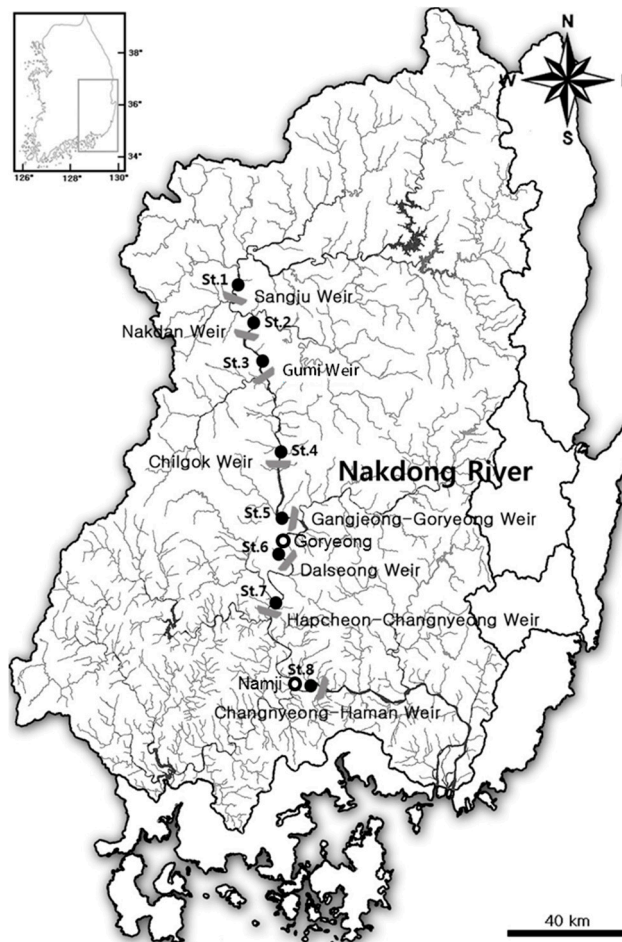 N
W
E
S
38°
36°
34°
126°
128°
130°
St.1
Sangju Weir
St.2
Nakdan Weir
St.3
Gumi Weir
St.4
Chilgok Weir
Nakdong River
St.5
Gangjeong-Goryeong Weir
Goryeong
St.6
Dalseong Weir
St.7
Hapcheon-Changnyeong Weir
St.8
Namji
Changnyeong-Haman Weir
40 km